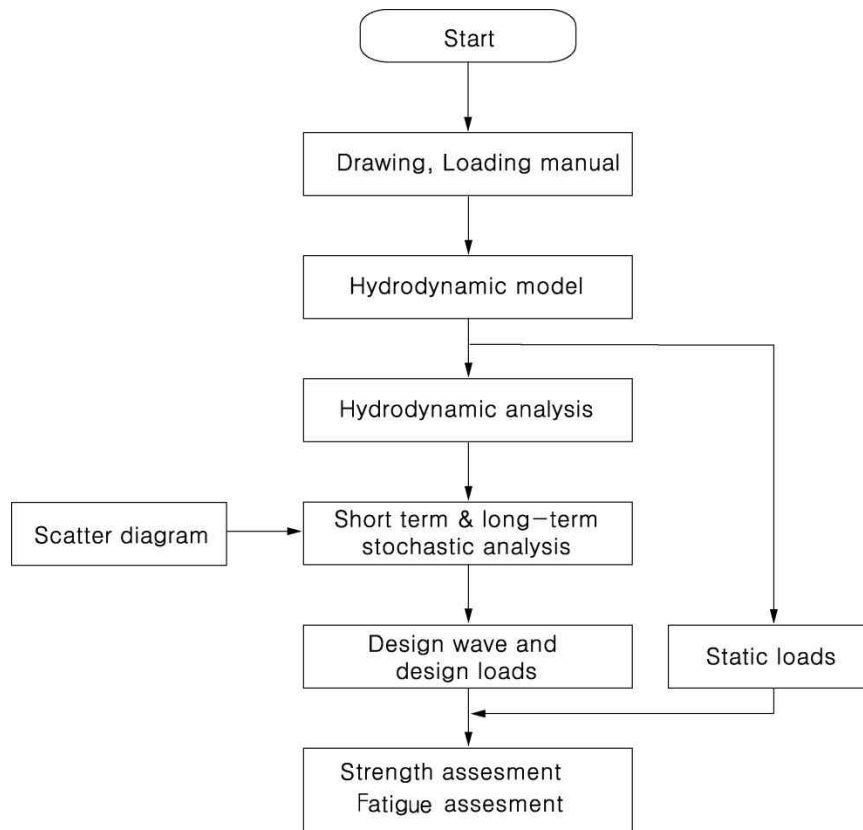 Start
Drawing, Loading manual
Hydrodynamic model
Hydrodynamic analysis
Scatter diagram
Short term & long-term
stochastic analysis
Design wave and
design loads
Static loads
Strength assesment
Fatigue assesment